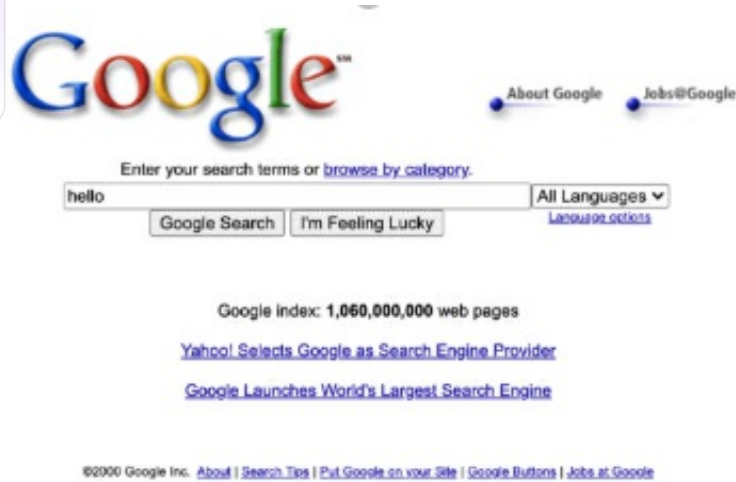 Google℠
About Google Jobs@Google
Enter your search terms or browse by category.
hello All Languages
Language options
Google Search I'm Feeling Lucky
Google index: 1,060,000,000 web pages
Yahoo! Selects Google as Search Engine Provider
Google Launches World's Largest Search Engine
©2000 Google Inc. About | Search Tips | Put Google on your Site | Google Buttons | Jobs at Google